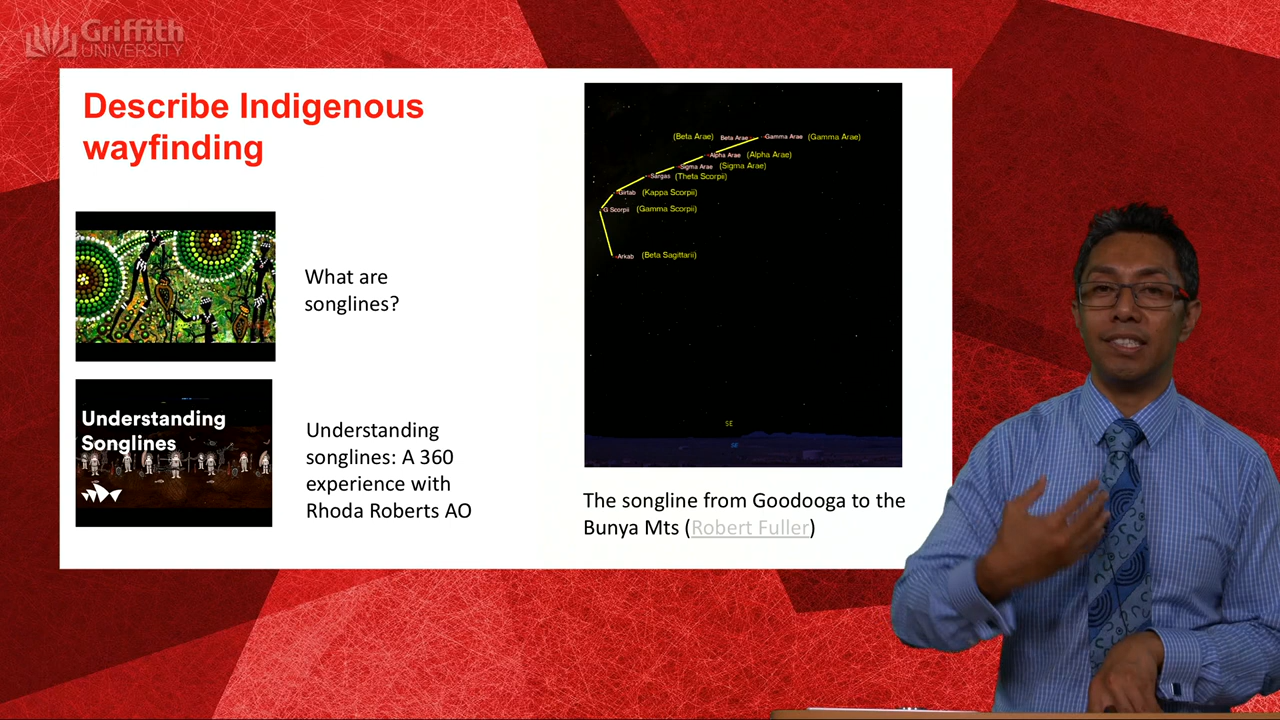 Griffith
UNIVERSITY
Describe Indigenous
wayfinding
What are
songlines?
Understanding
Songlines
Understanding
songlines: A 360
experience with
Rhoda Roberts AO
(Beta Arae) Beta Arae Gamma Arae (Gamma Arae)
Alpha Arae (Alpha Arae)
Sigma Arae (Sigma Arae)
Sargas (Theta Scorpii)
Girtab (Kappa Scorpii)
G Scorpii (Gamma Scorpii)
Arkab (Beta Sagittarii)
SE
SE
The songline from Goodooga to the
Bunya Mts (Robert Fuller)